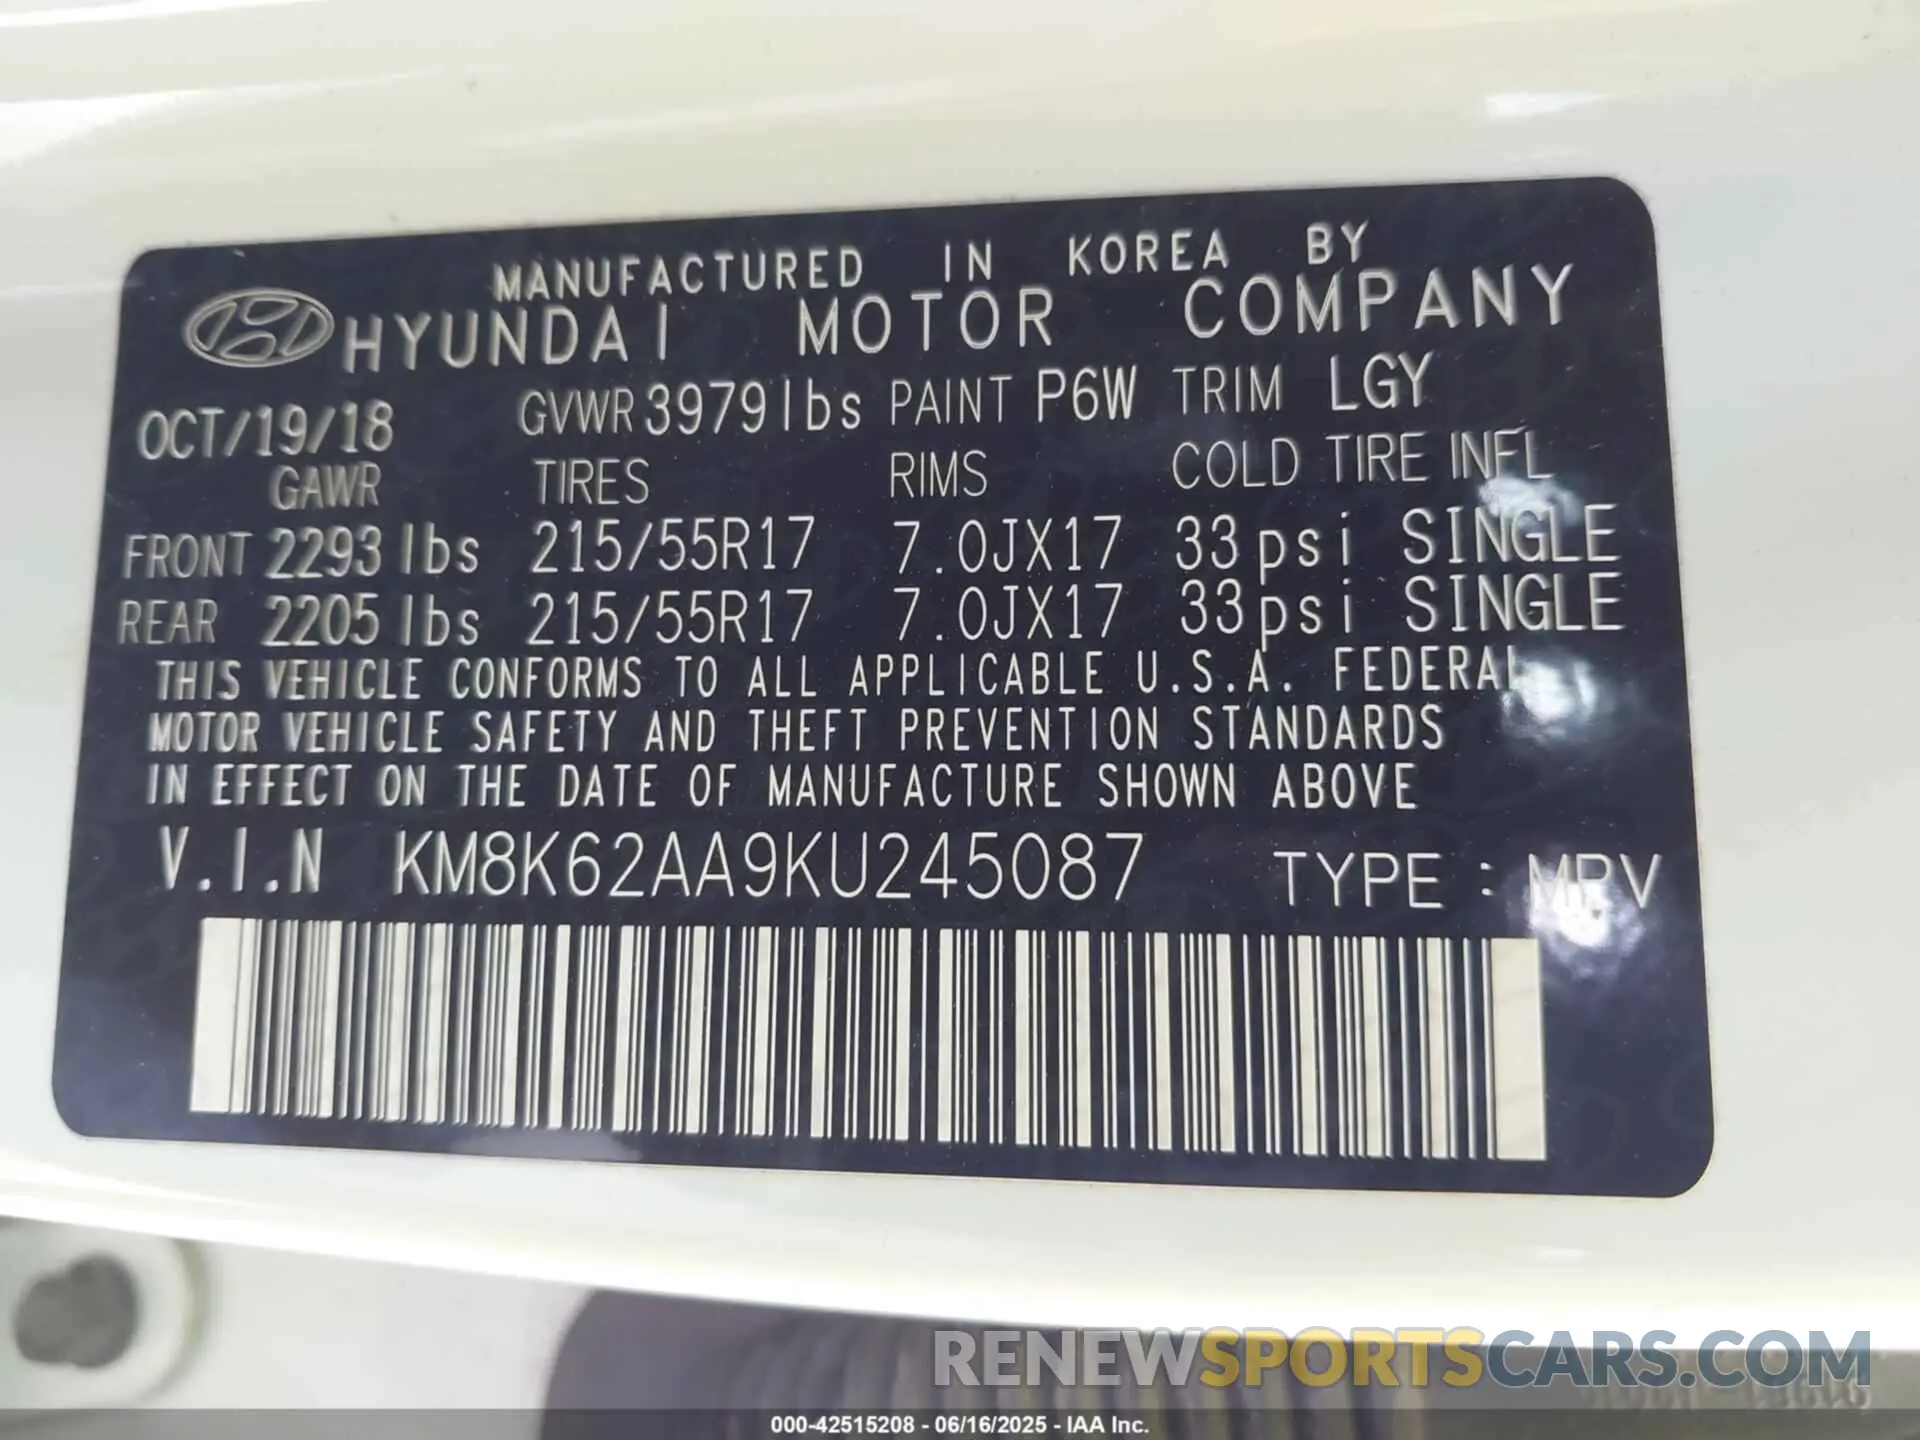 MANUFACTURED IN KOREA BY
HYUNDAI MOTOR COMPANY
OCT/19/18 GVWR 3979lbs PAINT P6W TRIM LGY
GAWR TIRES RIMS COLD TIRE INFL
FRONT 2293 lbs 215/55R17 7.0JX17 33psi SINGLE
REAR 2205 lbs 215/55R17 7.0JX17 33psi SINGLE
THIS VEHICLE CONFORMS TO ALL APPLICABLE U.S.A. FEDERAL
MOTOR VEHICLE SAFETY AND THEFT PREVENTION STANDARDS
IN EFFECT ON THE DATE OF MANUFACTURE SHOWN ABOVE
V.I.N KM8K62AA9KU245087 TYPE : MPV
RENEWSPORTSCARS.COM
000-42515208 - 06/16/2025 - IAA Inc.